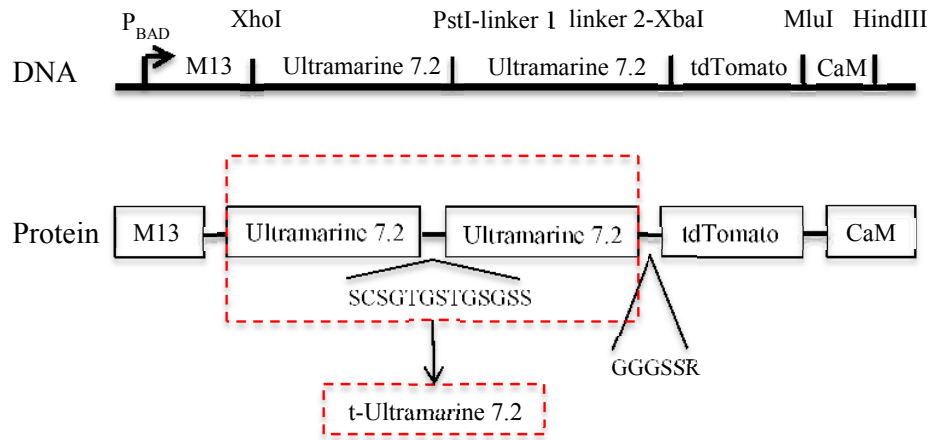 P_BAD XhoI PstI-linker 1 linker 2-XbaI MluI HindIII
DNA M13 Ultramarine 7.2 Ultramarine 7.2 tdTomato CaM
Protein M13 Ultramarine 7.2 Ultramarine 7.2 tdTomato CaM
SCSGTGSTGSGSS
GGGSSR
t-Ultramarine 7.2